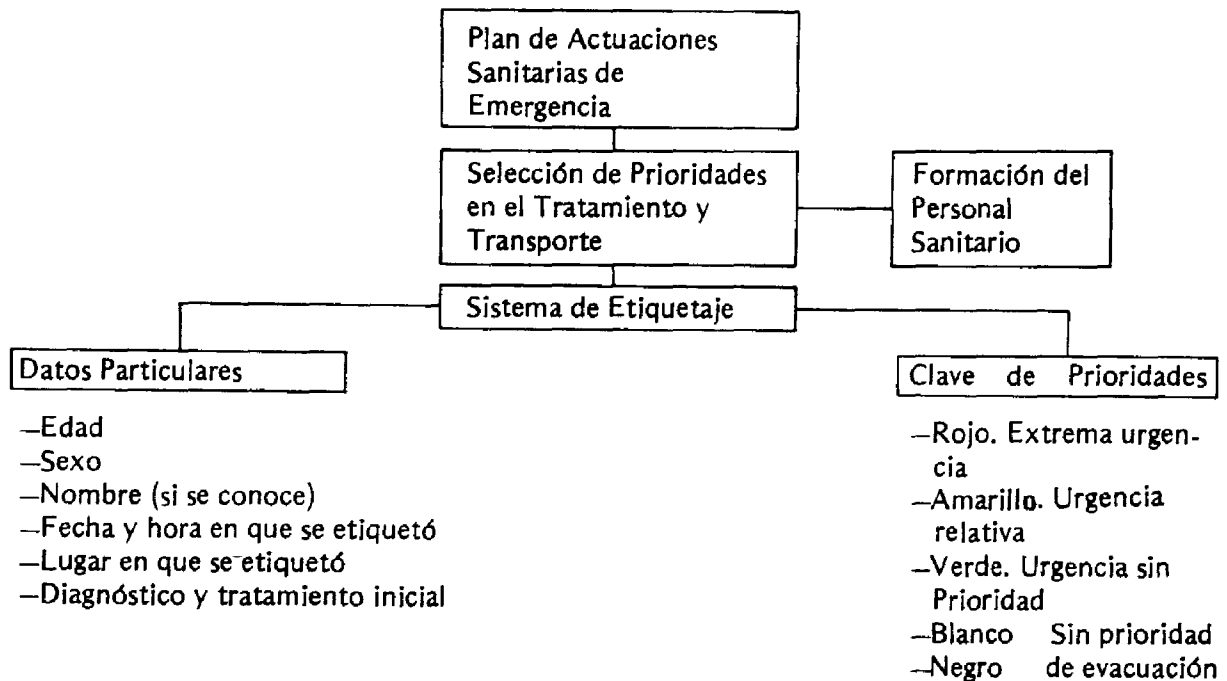 Plan de Actuaciones
Sanitarias de
Emergencia
Selección de Prioridades
en el Tratamiento y
Transporte
Formación del
Personal
Sanitario
Sistema de Etiquetaje
Datos Particulares
—Edad
—Sexo
—Nombre (si se conoce)
—Fecha y hora en que se etiquetó
—Lugar en que se etiquetó
—Diagnóstico y tratamiento inicial
Clave de Prioridades
—Rojo. Extrema urgen-
cia
—Amarillo. Urgencia
relativa
—Verde. Urgencia sin
Prioridad
—Blanco Sin prioridad
—Negro de evacuación